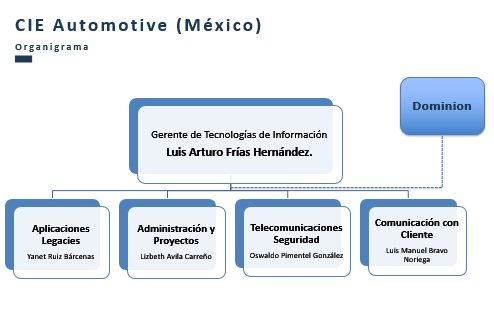 CIE Automotive (México)
Organigrama
Dominion
Gerente de Tecnologías de Información
Luis Arturo Frías Hernández.
Aplicaciones
Legacies
Yanet Ruiz Bárcenas
Administración y
Proyectos
Lizbeth Avila Carreño
Telecomunicaciones
Seguridad
Oswaldo Pimentel González
Comunicación con
Cliente
Luis Manuel Bravo
Noriega